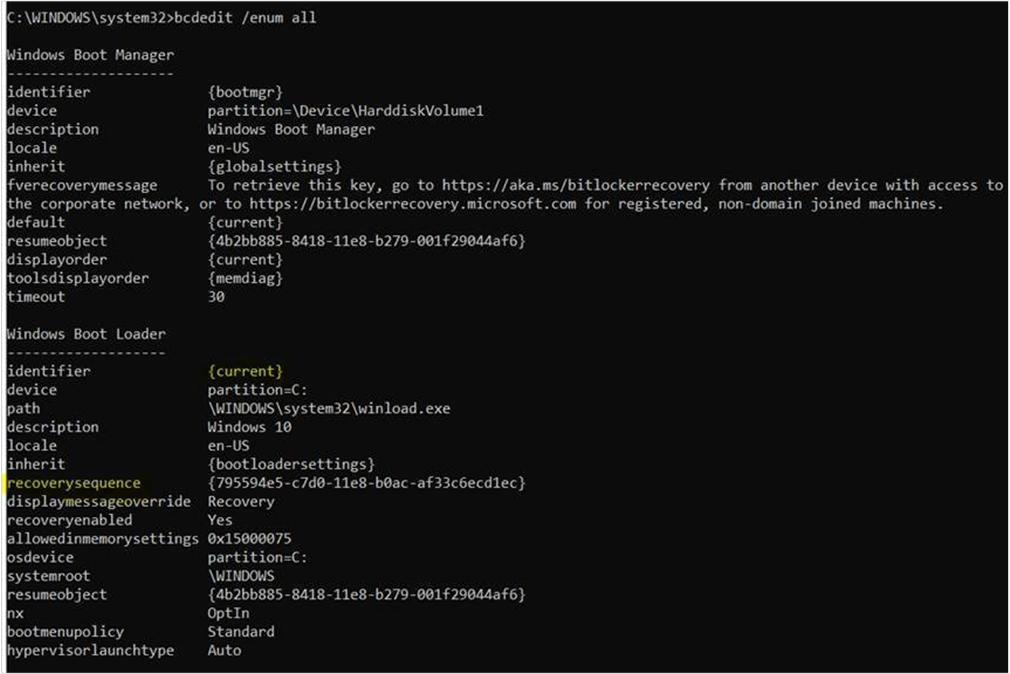 C:\WINDOWS\system32>bcdedit /enum all
Windows Boot Manager
--------------------
identifier {bootmgr}
device partition=\Device\HarddiskVolume1
description Windows Boot Manager
locale en-US
inherit {globalsettings}
fverecoverymessage To retrieve this key, go to https://aka.ms/bitlockerrecovery from another device with access to
the corporate network, or to https://bitlockerrecovery.microsoft.com for registered, non-domain joined machines.
default {current}
resumeobject {4b2bb885-8418-11e8-b279-001f29044af6}
displayorder {current}
toolsdisplayorder {memdiag}
timeout 30
Windows Boot Loader
-------------------
identifier {current}
device partition=C:
path \WINDOWS\system32\winload.exe
description Windows 10
locale en-US
inherit {bootloadersettings}
recoverysequence {795594e5-c7d0-11e8-b0ac-af33c6ecd1ec}
displaymessageoverride Recovery
recoveryenabled Yes
allowedinmemorysettings 0x15000075
osdevice partition=C:
systemroot \WINDOWS
resumeobject {4b2bb885-8418-11e8-b279-001f29044af6}
nx OptIn
bootmenupolicy Standard
hypervisorlaunchtype Auto